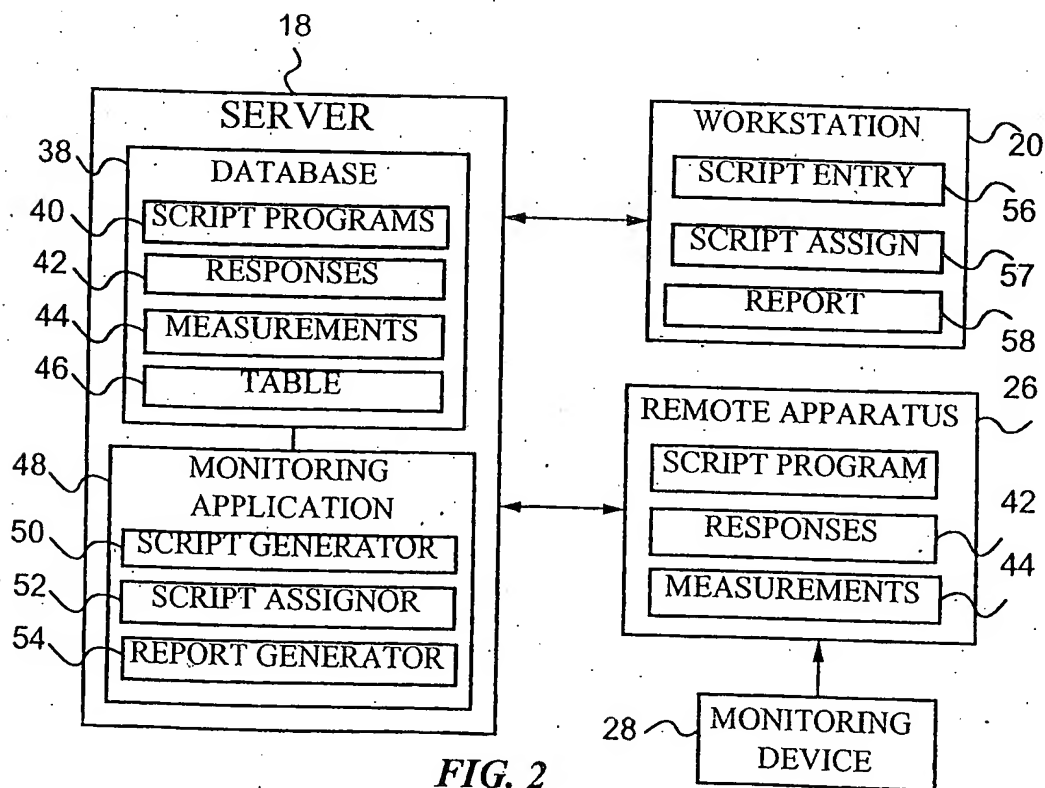 18
SERVER
38
DATABASE
40
SCRIPT PROGRAMS
42
RESPONSES
44
MEASUREMENTS
46
TABLE
48
MONITORING
APPLICATION
50
SCRIPT GENERATOR
52
SCRIPT ASSIGNOR
54
REPORT GENERATOR
WORKSTATION
20
SCRIPT ENTRY
56
SCRIPT ASSIGN
57
REPORT
58
26
REMOTE APPARATUS
SCRIPT PROGRAM
42
RESPONSES
44
MEASUREMENTS
28
MONITORING
DEVICE
FIG. 2